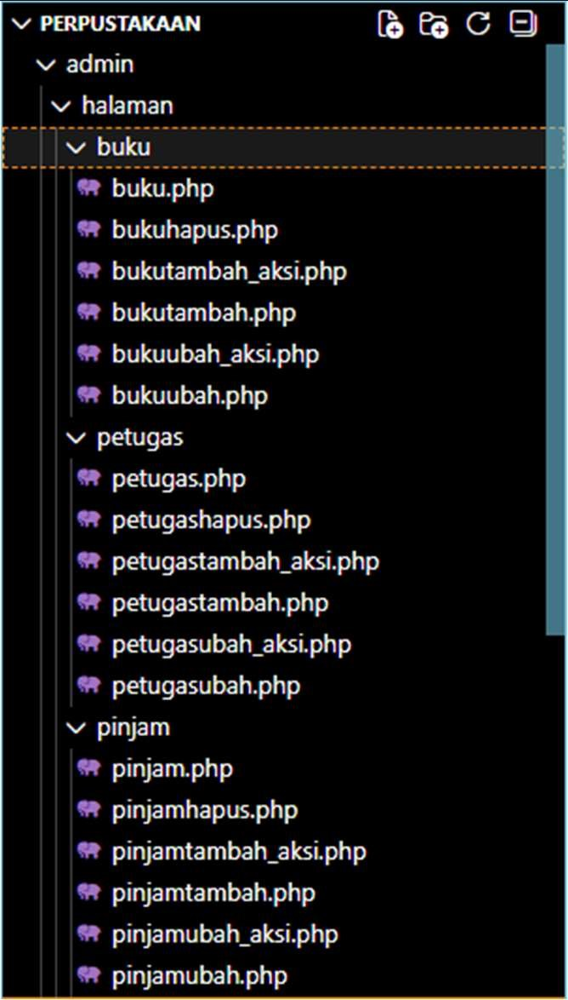 PERPUSTAKAAN
admin
halaman
buku
buku.php
bukuhapus.php
bukutambah_aksi.php
bukutambah.php
bukuubah_aksi.php
bukuubah.php
petugas
petugas.php
petugashapus.php
petugastambah_aksi.php
petugastambah.php
petugasubah_aksi.php
petugasubah.php
pinjam
pinjam.php
pinjamhapus.php
pinjamtambah_aksi.php
pinjamtambah.php
pinjamubah_aksi.php
pinjamubah.php